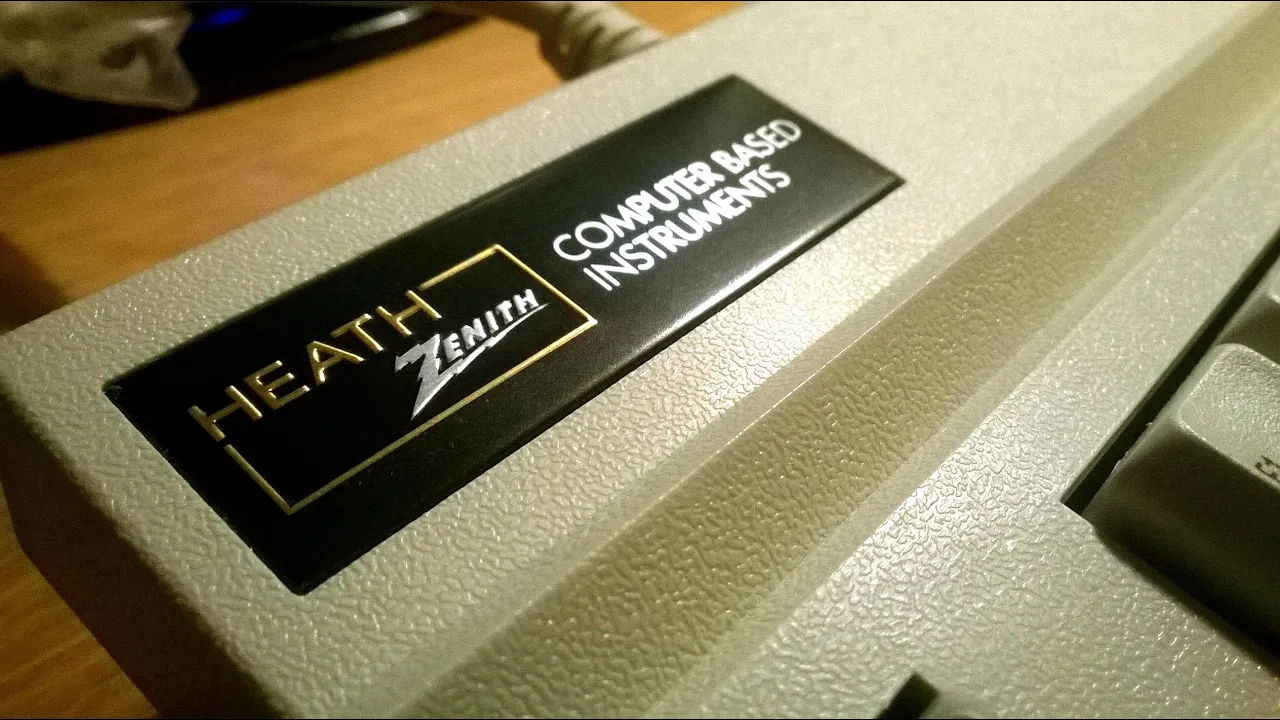 HEATH
ZENITH
COMPUTER BASED
INSTRUMENTS